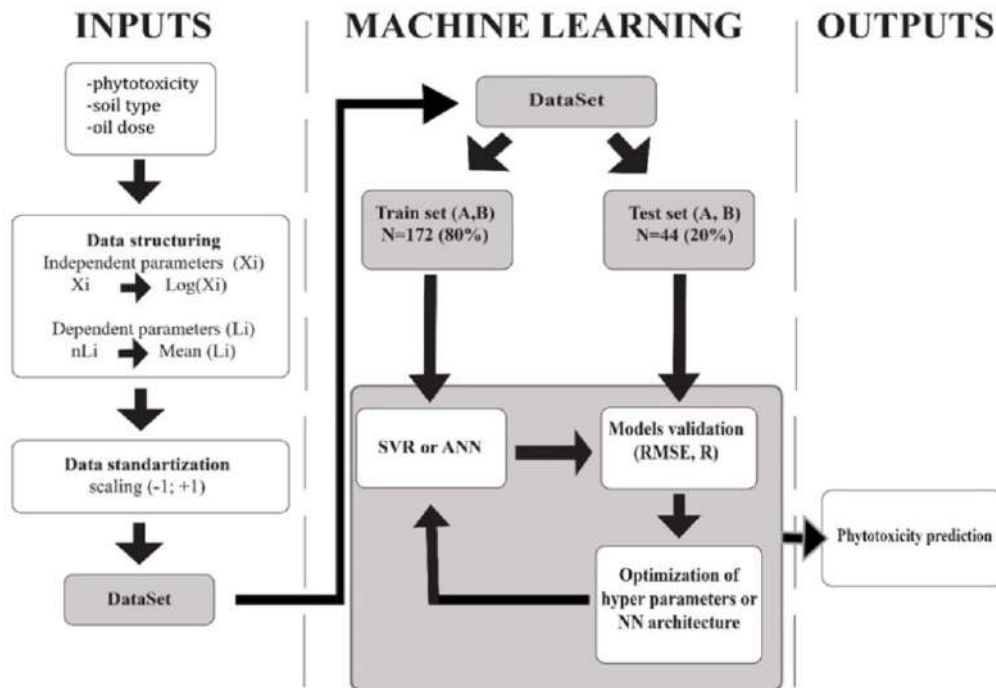 INPUTS
-phytotoxicity
-soil type
-oil dose
Data structuring
Independent parameters (Xi)
Xi Log(Xi)
Dependent parameters (Li)
nLi Mean (Li)
Data standartization
scaling (-1; +1)
DataSet
MACHINE LEARNING
DataSet
Train set (A,B)
N=172 (80%)
Test set (A, B)
N=44 (20%)
SVR or ANN
Models validation
(RMSE, R)
Optimization of
hyper parameters or
NN architecture
OUTPUTS
Phytotoxicity prediction